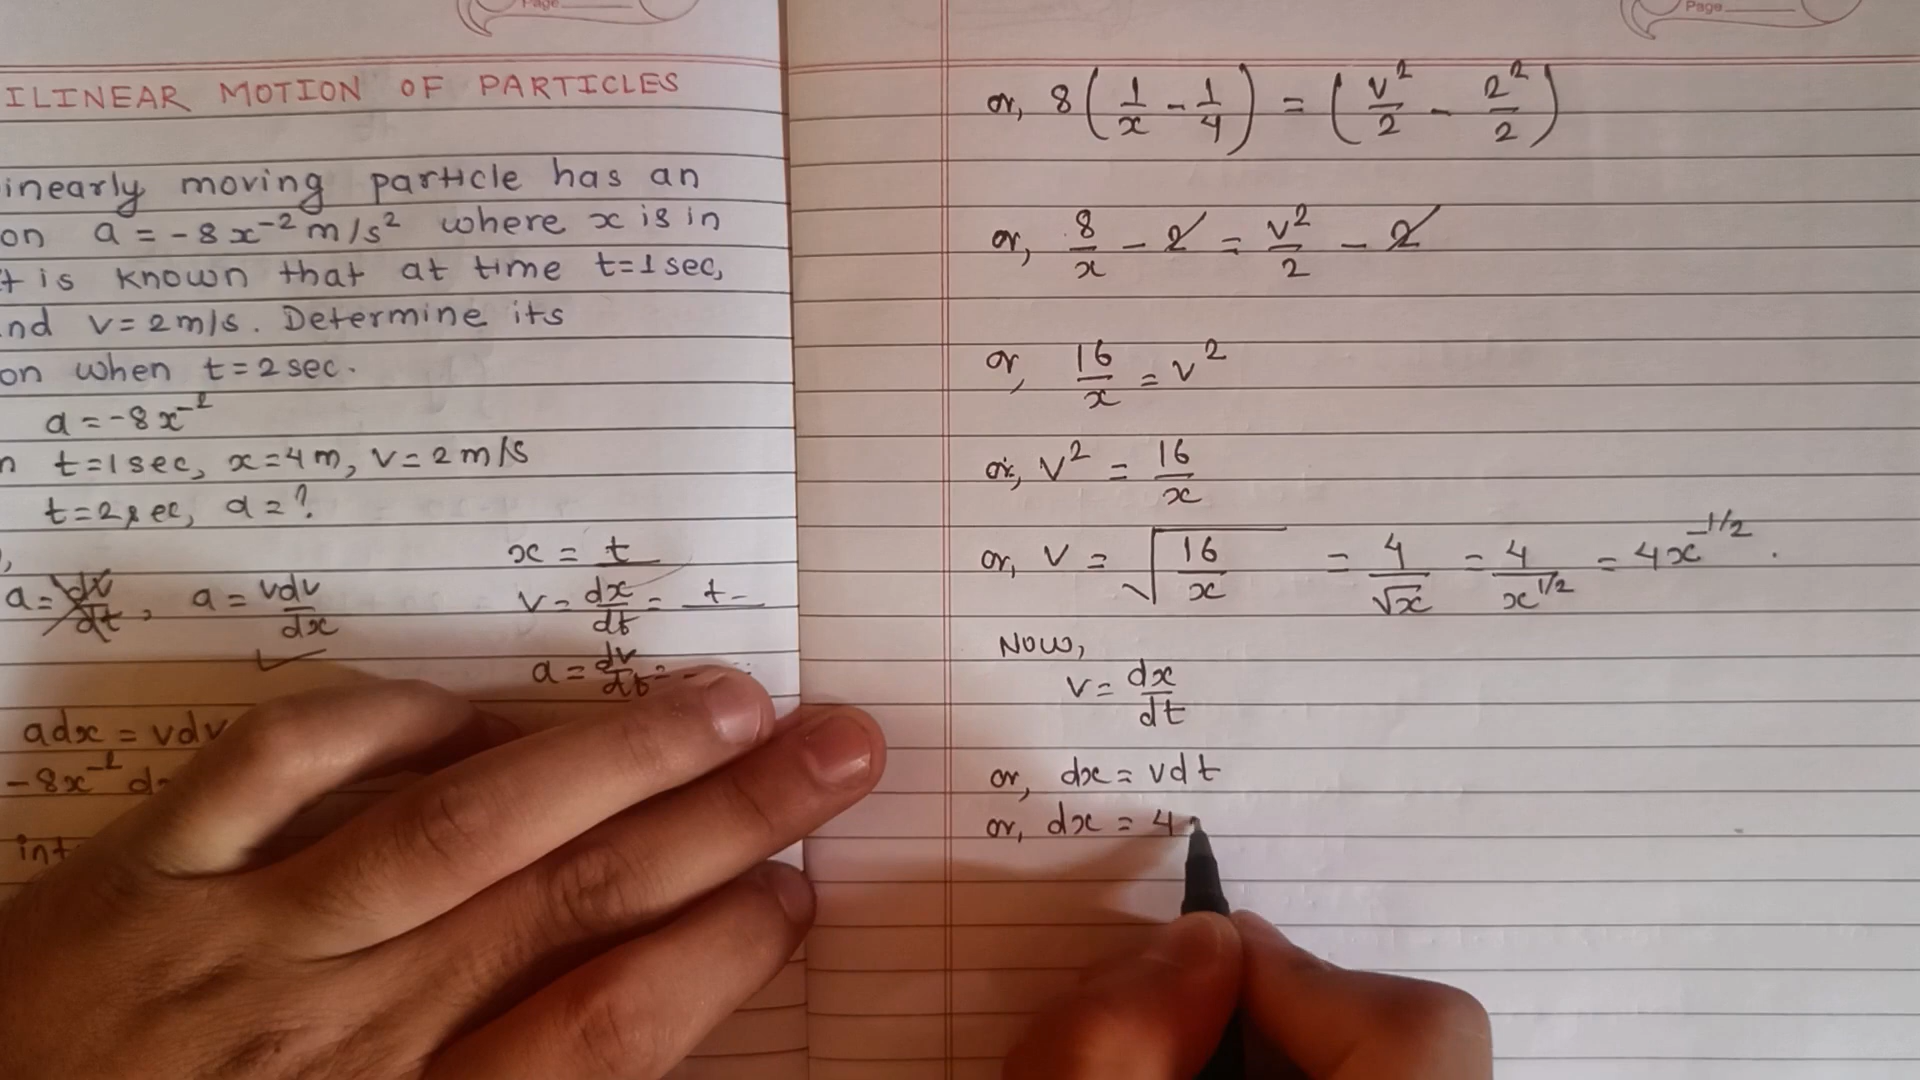 Page
ILINEAR MOTION OF PARTICLES
inearly moving particle has an
on a = -8x⁻² m/s² where x is in
t is known that at time t=1sec,
nd v=2m/s. Determine its
on when t=2sec.
a = -8x⁻²
n t=1sec, x=4m, v=2m/s
t=2sec, a=?
x = t
a = dv/dt, a = vdv/dx
v = dx/dt = t-
a = dv/dt = -
adx = vdv
-8x⁻² d
int
Page
or, 8(1/x - 1/4) = (v²/2 - 2²/2)
or, 8/x - 2 = v²/2 - 2
or, 16/x = v²
or, v² = 16/x
or, v = √(16/x) = 4/√x = 4/x^1/2 = 4x^-1/2.
Now,
v = dx/dt
or, dx = vdt
or, dx = 4